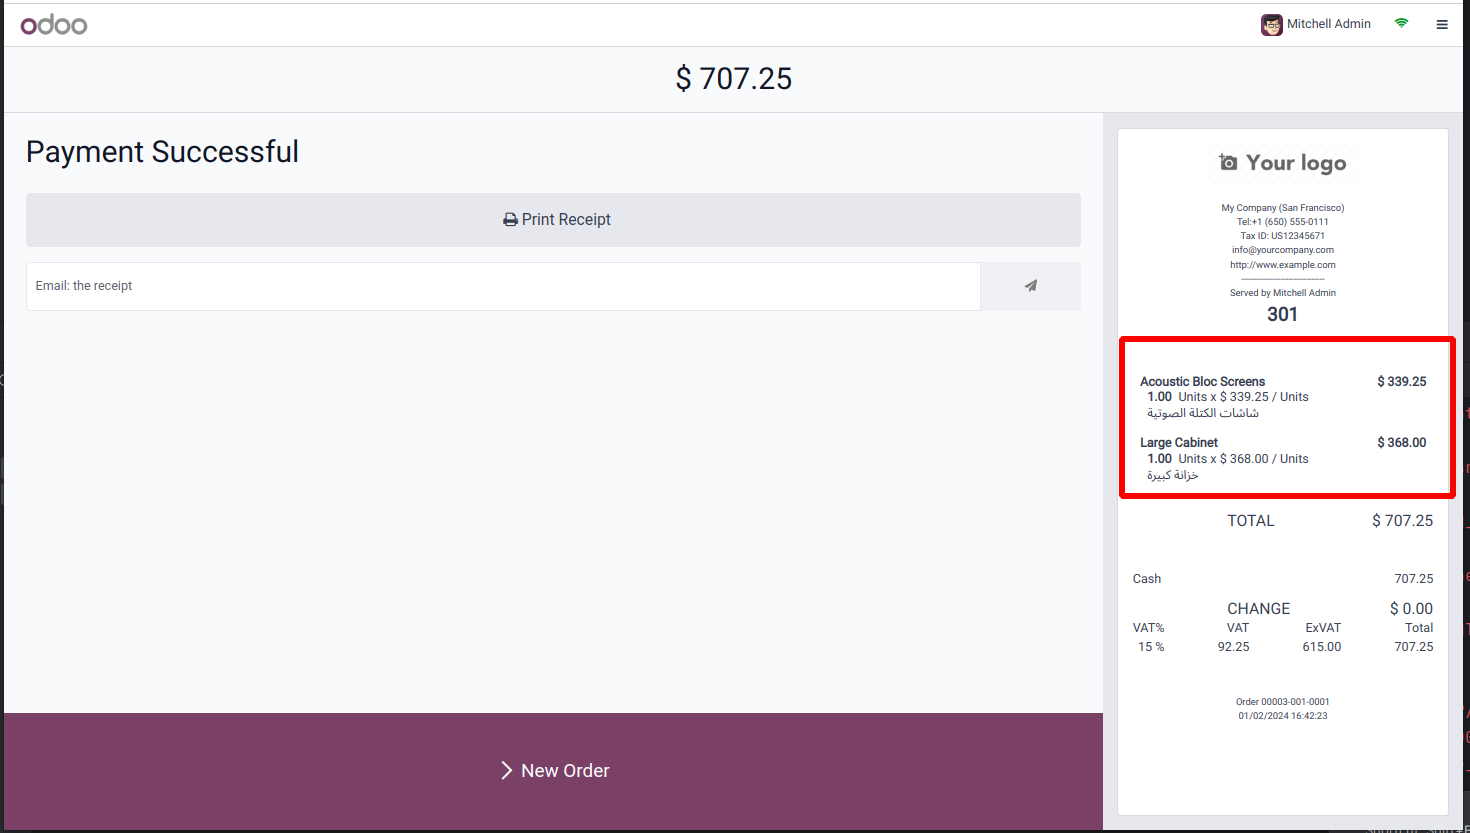 odoo
Mitchell Admin
$ 707.25
Payment Successful
Print Receipt
Email: the receipt
New Order
Your logo
My Company (San Francisco)
Tel:+1 (650) 555-0111
Tax ID: US12345671
info@yourcompany.com
http://www.example.com
--------------------------------
Served by Mitchell Admin
301
Acoustic Bloc Screens $ 339.25
1.00 Units x $ 339.25 / Units
شاشات الكتلة الصوتية
Large Cabinet $ 368.00
1.00 Units x $ 368.00 / Units
خزانة كبيرة
TOTAL $ 707.25
Cash 707.25
CHANGE $ 0.00
VAT% VAT ExVAT Total
15 % 92.25 615.00 707.25
Order 00003-001-0001
01/02/2024 16:42:23